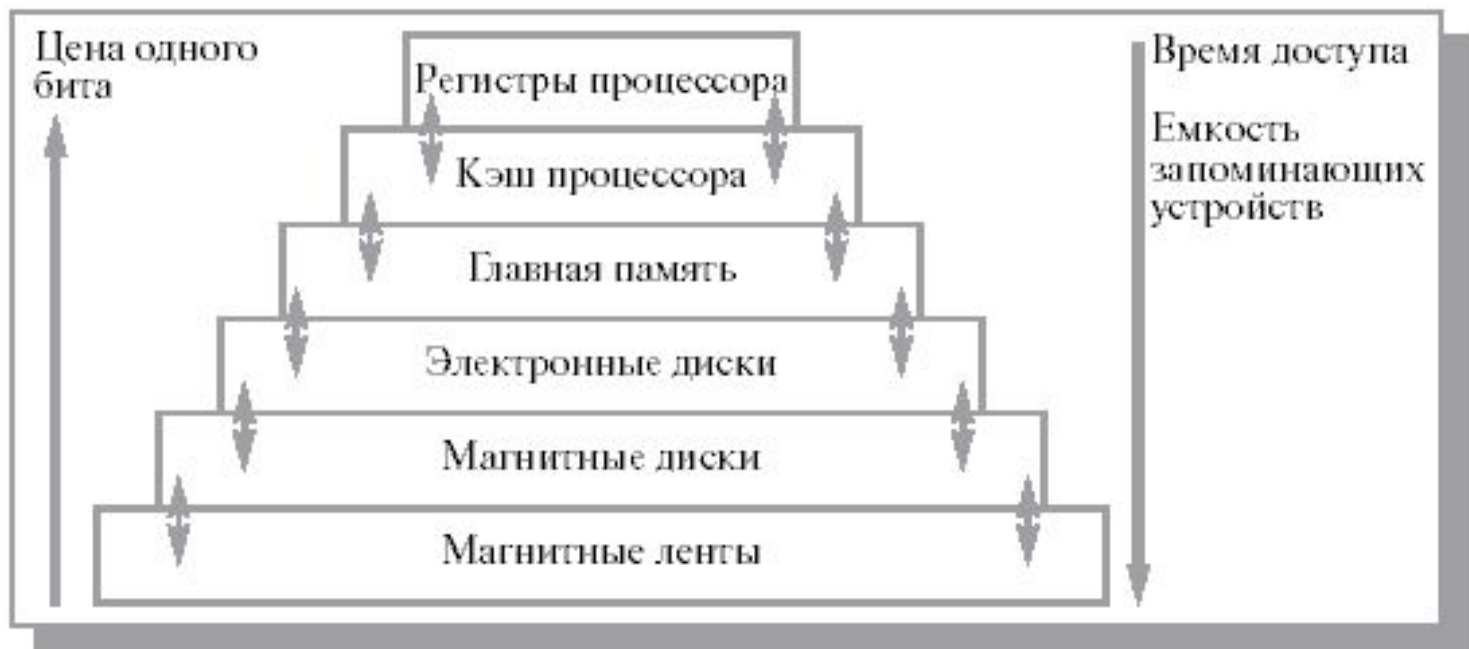 Цена одного
бита
Регистры процессора
Кэш процессора
Главная память
Электронные диски
Магнитные диски
Магнитные ленты
Время доступа
Емкость
запоминающих
устройств